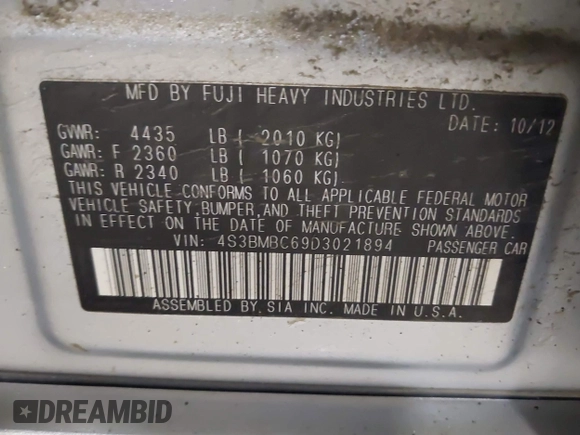 MFD BY FUJI HEAVY INDUSTRIES LTD.
DATE: 10/12
GVWR: 4435 LB ( 2010 KG)
GAWR: F 2360 LB ( 1070 KG)
GAWR: R 2340 LB ( 1060 KG)
THIS VEHICLE CONFORMS TO ALL APPLICABLE FEDERAL MOTOR
VEHICLE SAFETY, BUMPER, AND THEFT PREVENTION STANDARDS
IN EFFECT ON THE DATE OF MANUFACTURE SHOWN ABOVE.
VIN: 4S3BMBC69D3021894 PASSENGER CAR
ASSEMBLED BY SIA INC. MADE IN U.S.A.
DREAMBID